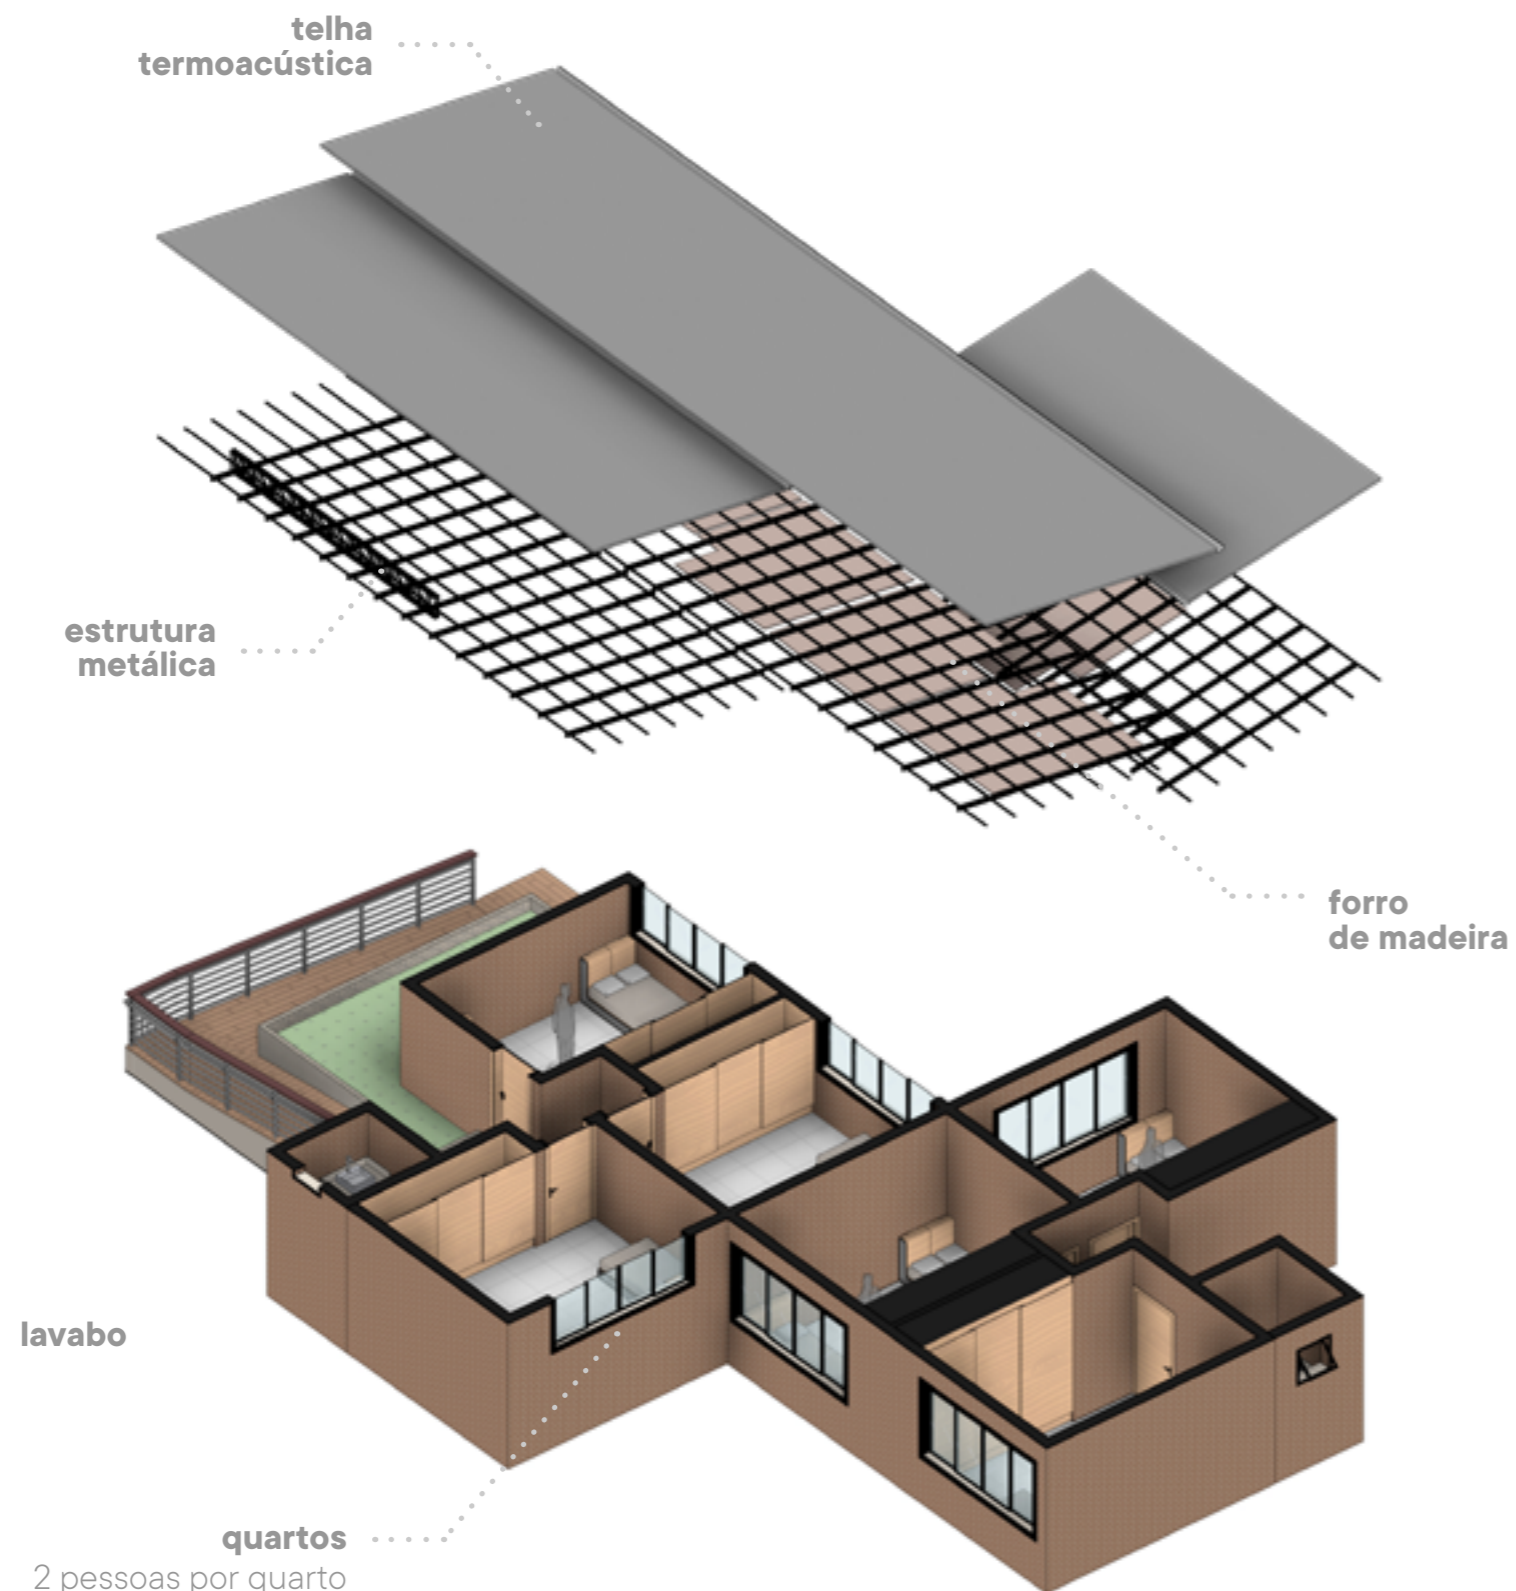 telha
termoacústica
estrutura
metálica
forro
de madeira
lavabo
quartos
2 pessoas por quarto